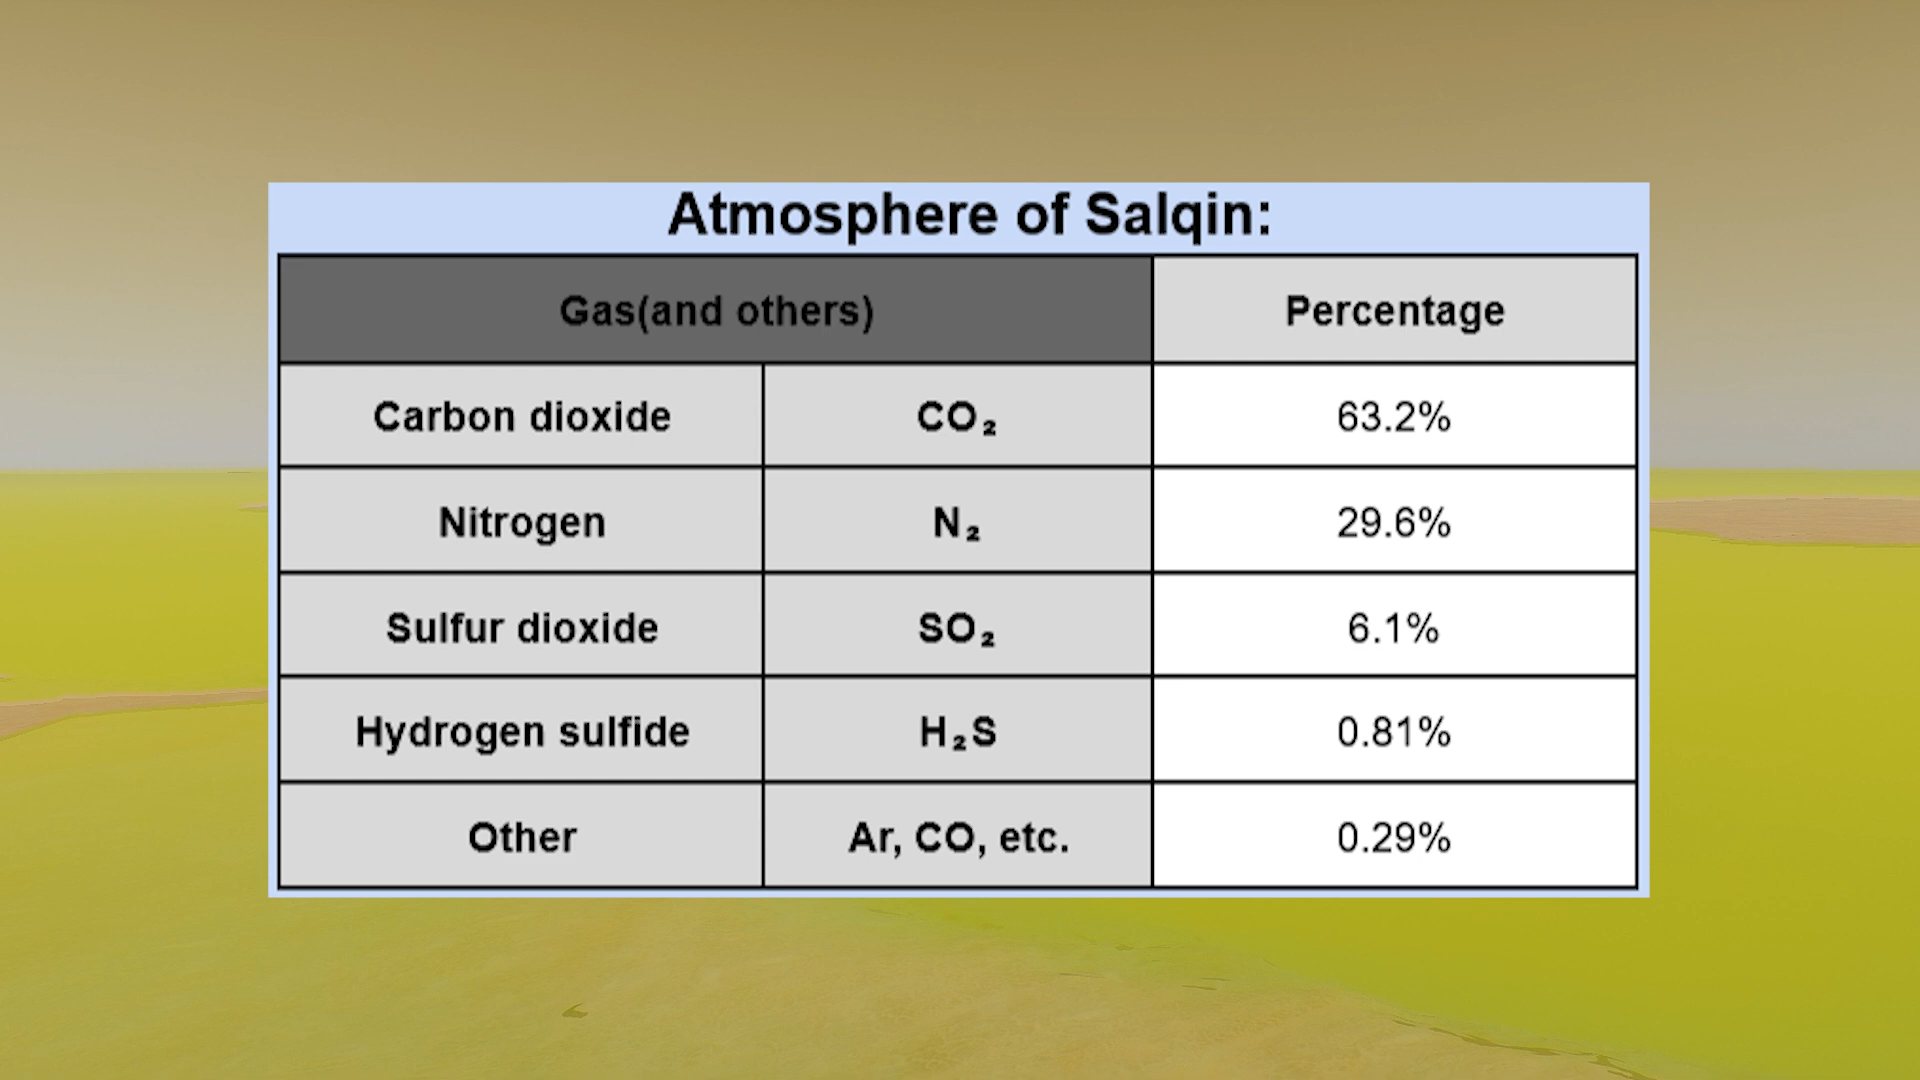 Atmosphere of Salqin:
Gas(and others) Percentage
Carbon dioxide CO₂ 63.2%
Nitrogen N₂ 29.6%
Sulfur dioxide SO₂ 6.1%
Hydrogen sulfide H₂S 0.81%
Other Ar, CO, etc. 0.29%